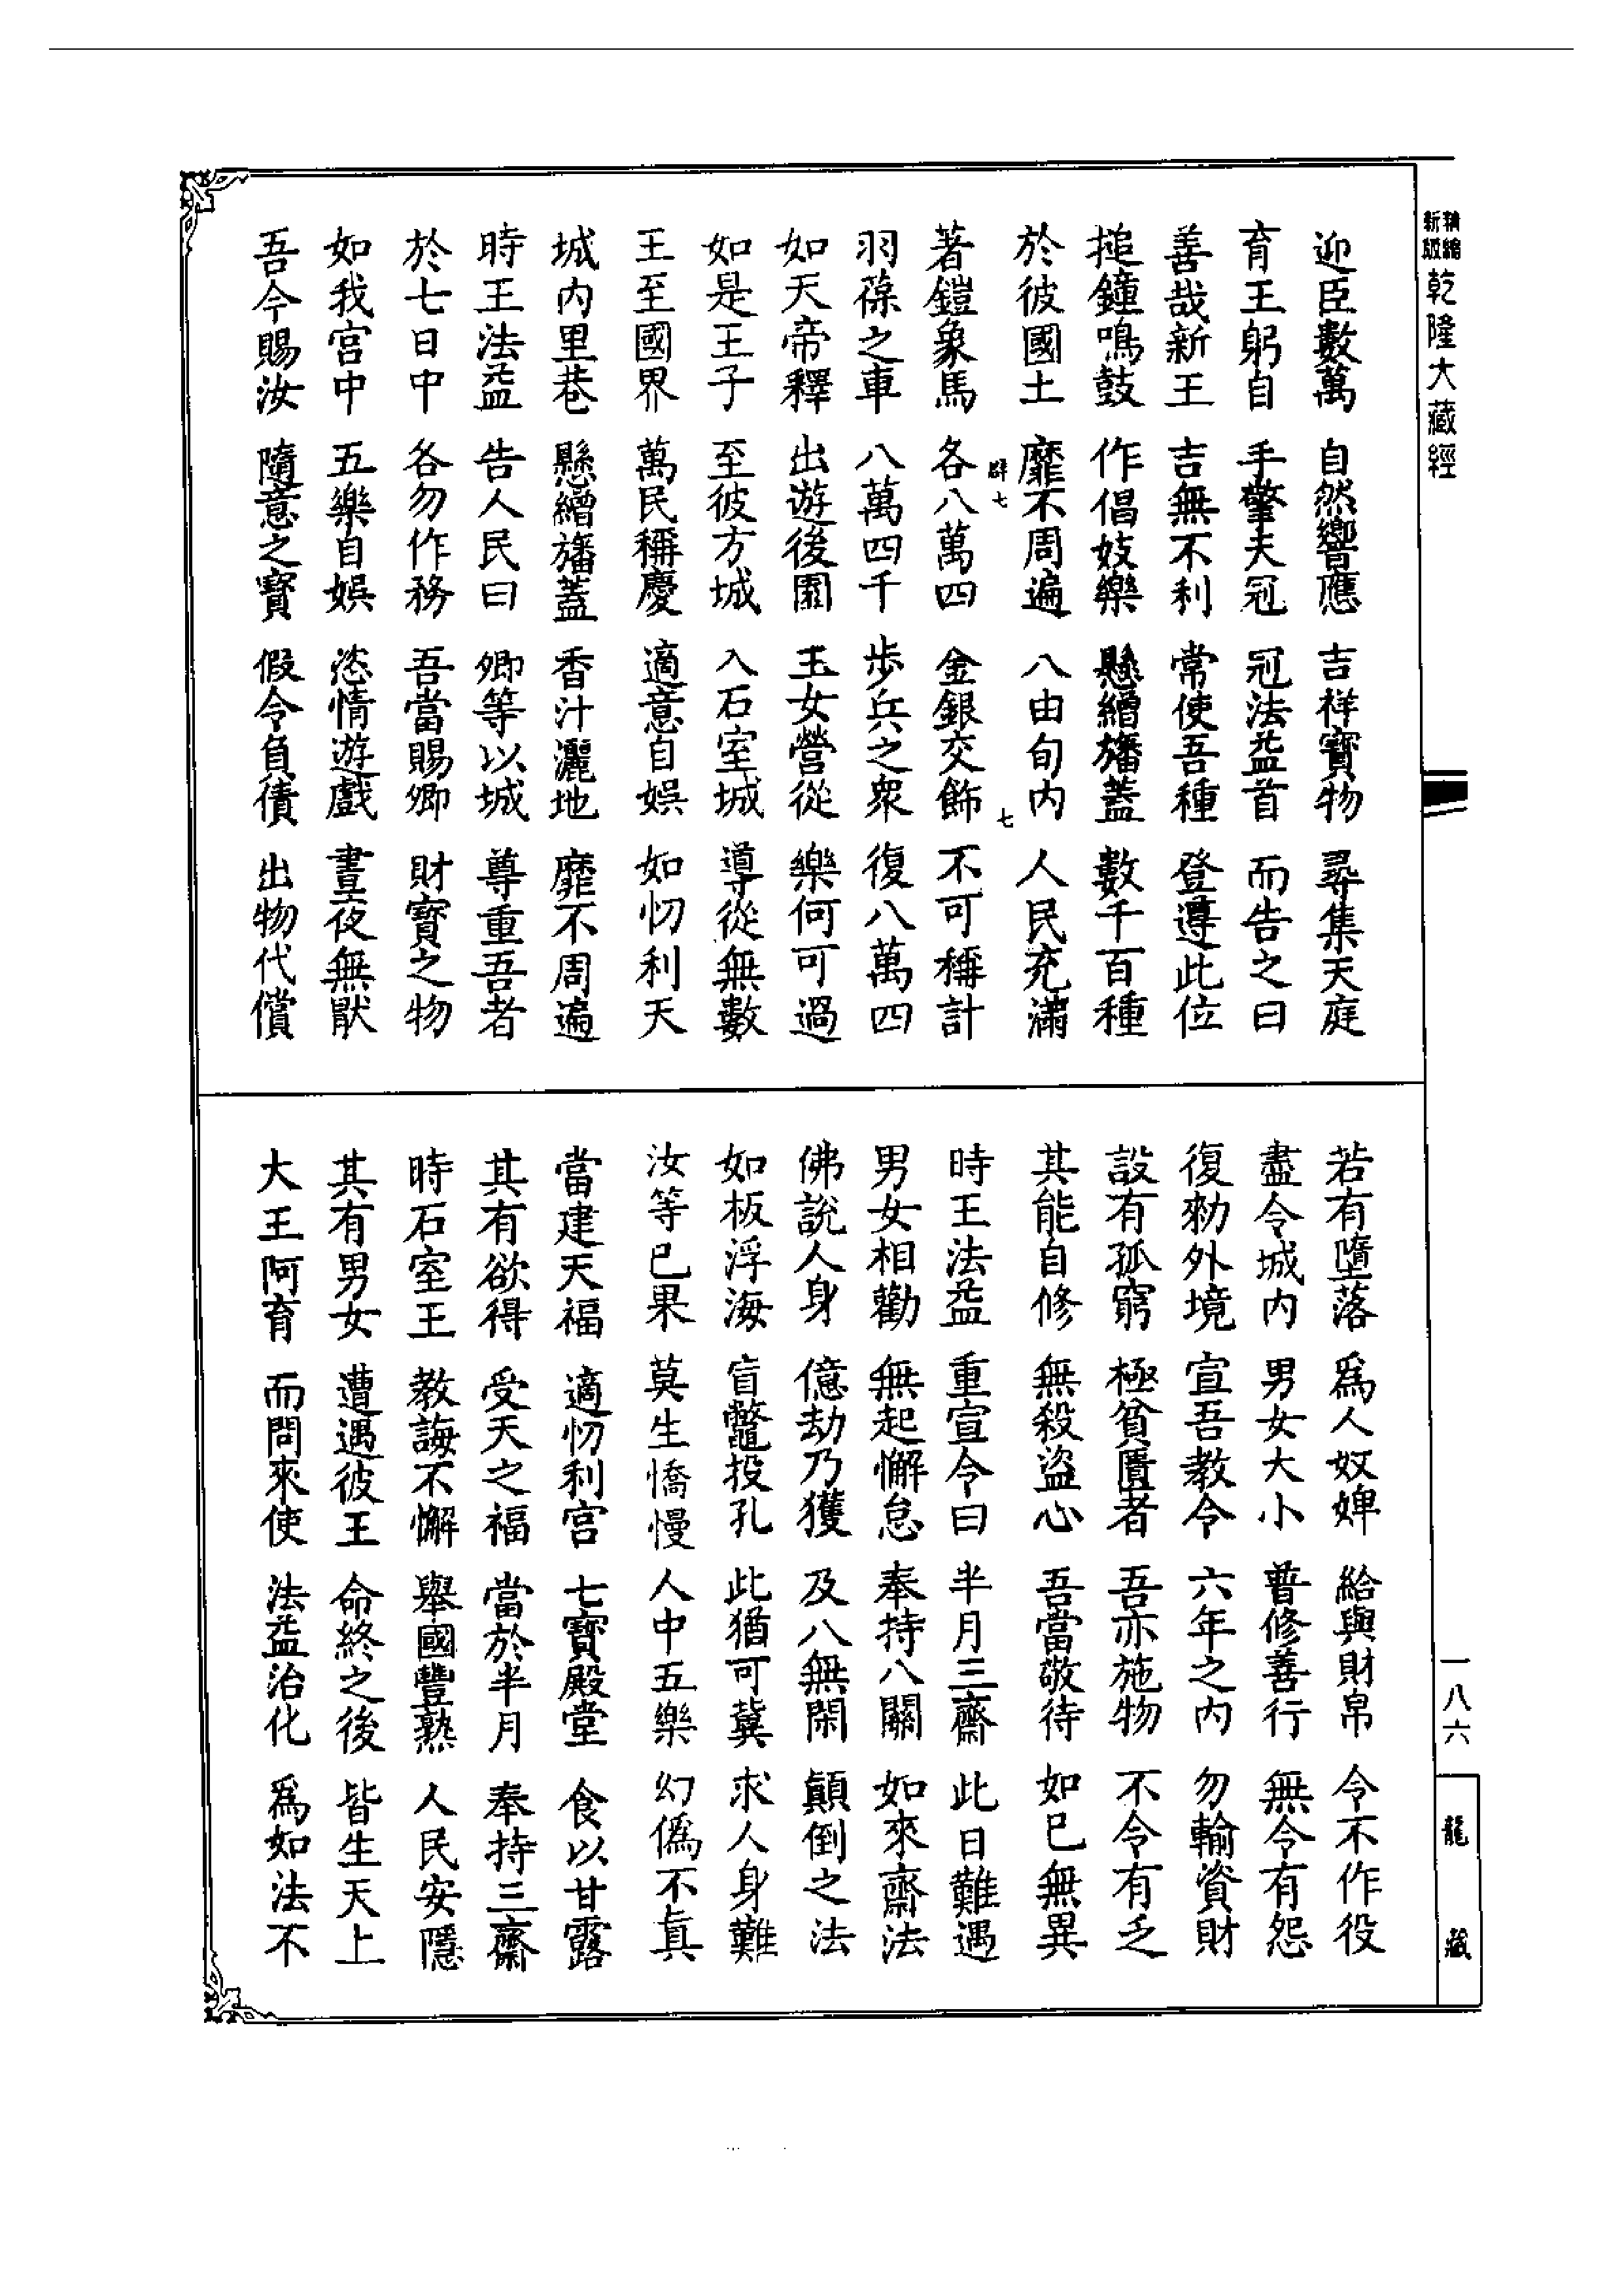 新編縮版 乾隆大藏經
迎臣數萬 自然響應 吉祥寶物 尋集天庭
育王躬自 手擎夫冠 冠法益首 而告之曰
善哉新王 吉無不利 常使吾種 登遵此位
搥鐘鳴鼓 作倡妓樂 懸繒旛蓋 數千百種
於彼國土 靡不周遍 八由旬内 人民充滿
辟七 七
著鎧象馬 各八萬四 金銀交飾 不可稱計
羽葆之車 八萬四千 步兵之眾 復八萬四
如天帝釋 出遊後園 玉女營從 樂何可過
如是王子 至彼方城 入石室城 導從無數
王至國界 萬民稱慶 適意自娛 如忉利天
城内里巷 懸繒旛蓋 香汁灑地 靡不周遍
時王法益 告人民曰 卿等以城 尊重吾者
於七日中 各勿作務 吾當賜卿 財寶之物
如我宮中 五樂自娛 恣情遊戲 晝夜無猒
吾今賜汝 隨意之寶 假令負債 出物代償
若有墮落 爲人奴婢 給與財帛 令不作役
盡令城内 男女大小 普修善行 無令有怨
復勑外境 宣吾教令 六年之内 勿輸資財
設有孤窮 極貧匱者 吾亦施物 不令有乏
其能自修 無殺盜心 吾當敬待 如已無異
時王法益 重宣令曰 半月三齋 此日難遇
男女相勸 無起懈怠 奉持八關 如來齋法
佛說人身 億劫乃獲 及八無閑 顛倒之法
如板浮海 盲鼈投孔 此猶可冀 求人身難
汝等已果 莫生憍慢 人中五樂 幻僞不真
當建天福 適忉利宮 七寶殿堂 食以甘露
其有欲得 受天之福 當於半月 奉持三齋
時石室王 教誨不懈 舉國豐熟 人民安隱
其有男女 遭遇彼王 命終之後 皆生天上
大王阿育 而問來使 法益治化 爲如法不
一八六
龍藏